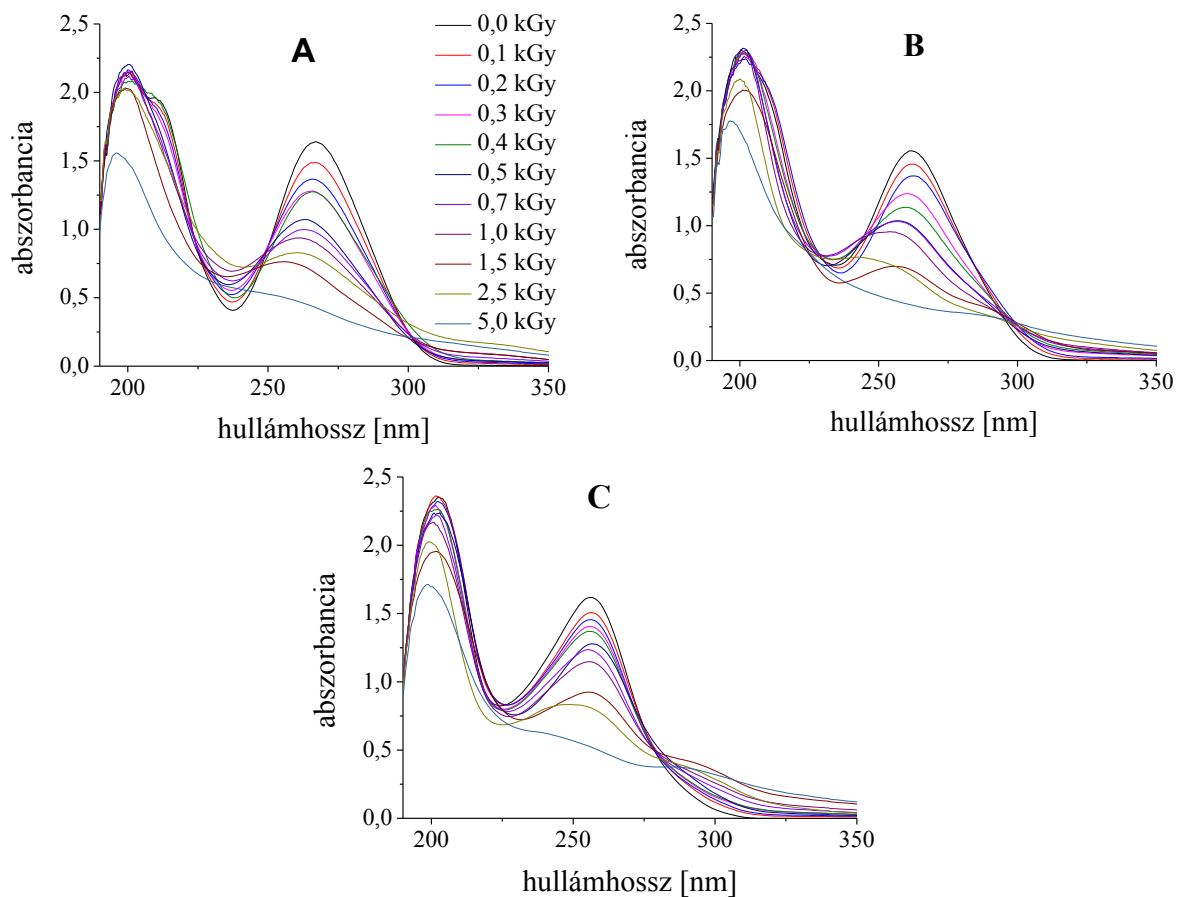 A
abszorbancia
2,5
2,0
1,5
1,0
0,5
0,0
200
250
300
350
hullámhossz [nm]
0,0 kGy
0,1 kGy
0,2 kGy
0,3 kGy
0,4 kGy
0,5 kGy
0,7 kGy
1,0 kGy
1,5 kGy
2,5 kGy
5,0 kGy
B
abszorbancia
2,5
2,0
1,5
1,0
0,5
0,0
200
250
300
350
hullámhossz [nm]
C
abszorbancia
2,5
2,0
1,5
1,0
0,5
0,0
200
250
300
350
hullámhossz [nm]